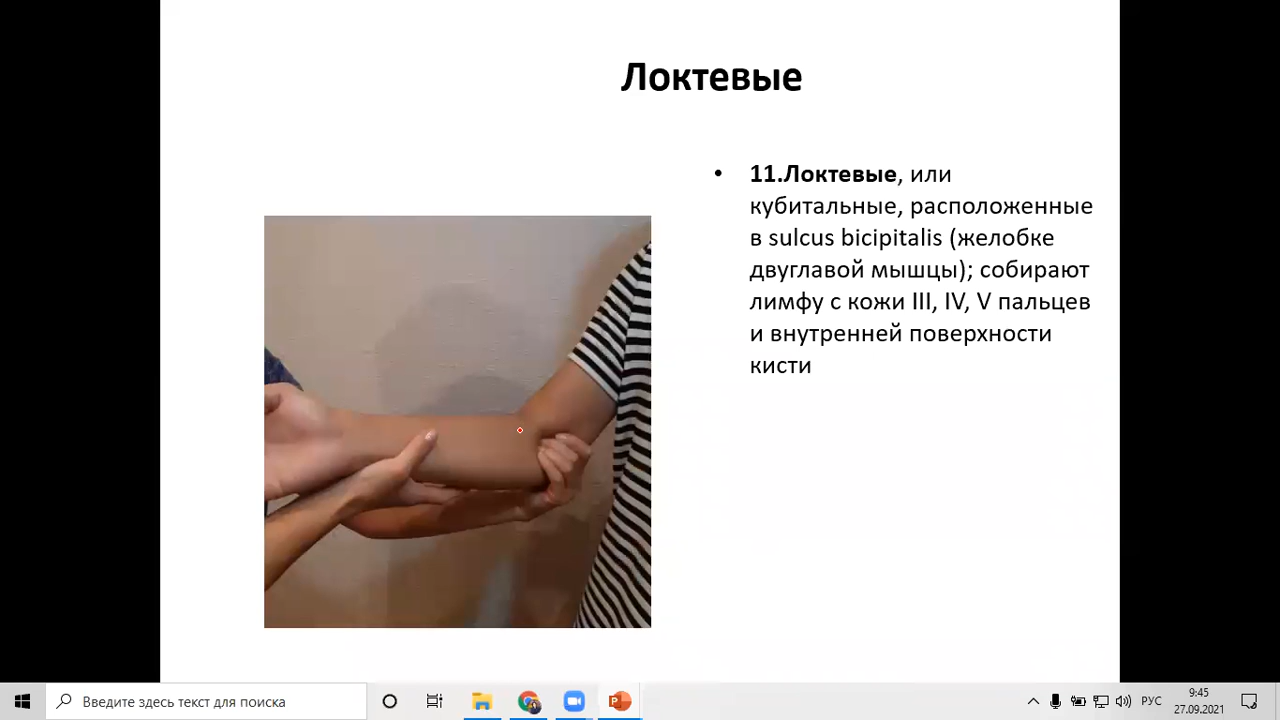 Локтевые
• 11.Локтевые, или
кубитальные, расположенные
в sulcus bicipitalis (желобке
двуглавой мышцы); собирают
лимфу с кожи III, IV, V пальцев
и внутренней поверхности
кисти
Введите здесь текст для поиска
РУС
9:45
27.09.2021